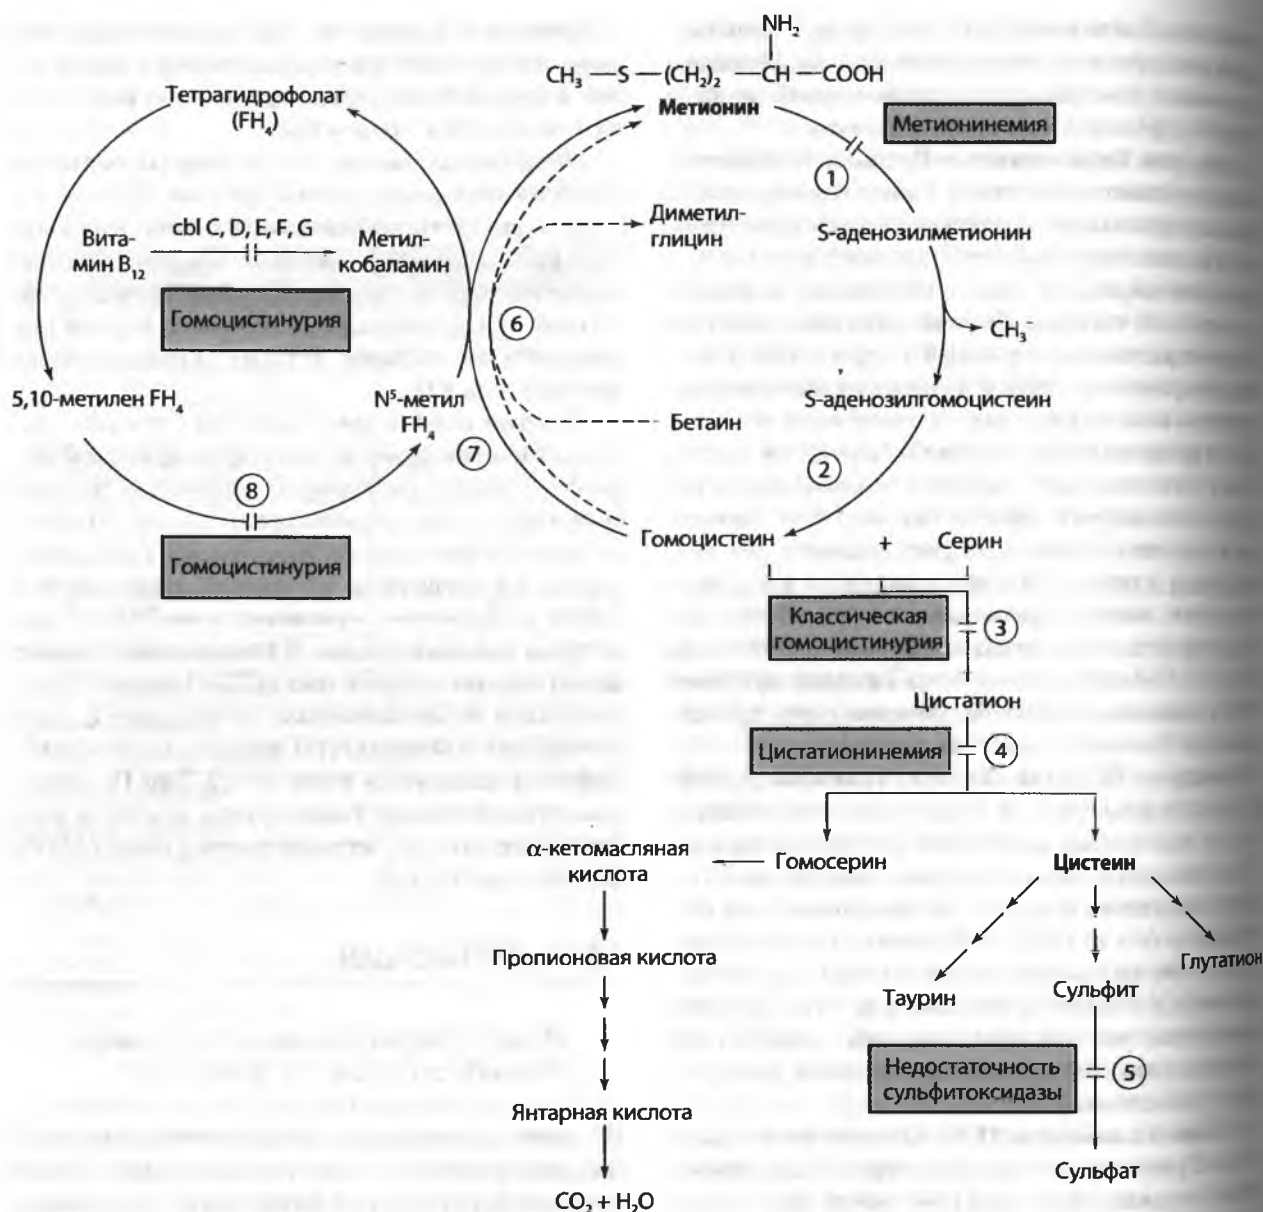 NH₂
CH₃ — S — (CH₂)₂ — CH — COOH
Метионин
Тетрагидрофолат
(FH₄)
Метионинемия
1
Диметил-
глицин
S-аденозилметионин
cbl C, D, E, F, G
Вита-
мин B₁₂
Метил-
кобаламин
Гомоцистинурия
6
CH₃
5,10-метилен FH₄
N⁵-метил
FH₄
S-аденозилгомоцистеин
Бетаин
7
2
8
Гомоцистеин
+
Серин
Гомоцистинурия
Классическая
гомоцистинурия
3
Цистатион
Цистатионинемия
4
α-кетомасляная
кислота
Гомосерин
Цистеин
Пропионовая кислота
Таурин
Сульфит
Глутатион
Недостаточность
сульфитоксидазы
5
Янтарная кислота
Сульфат
CO₂ + H₂O